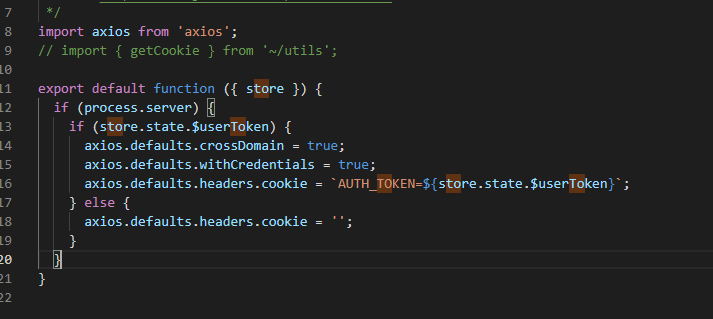 7 */
8 import axios from 'axios';
9 // import { getCookie } from '~/utils';
10
11 export default function ({ store }) {
12 if (process.server) {
13 if (store.state.$userToken) {
14 axios.defaults.crossDomain = true;
15 axios.defaults.withCredentials = true;
16 axios.defaults.headers.cookie = `AUTH_TOKEN=${store.state.$userToken}`;
17 } else {
18 axios.defaults.headers.cookie = '';
19 }
20 }
21 }
22